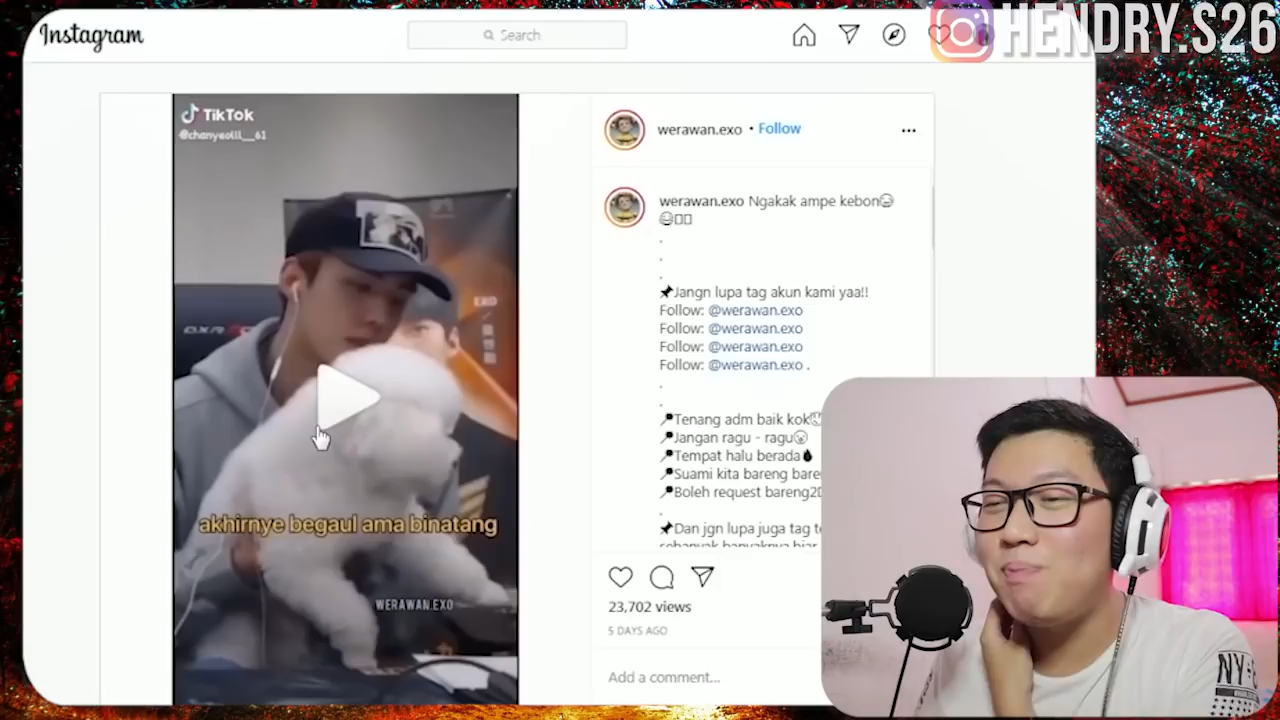 Instagram
Search
HENDRY.S26
TikTok
@chanyeolll__61
werawan.exo • Follow
werawan.exo Ngakak ampe kebon
.
.
.
📌Jangn lupa tag akun kami yaa!!
Follow: @werawan.exo
Follow: @werawan.exo
Follow: @werawan.exo
Follow: @werawan.exo .
.
.
Tenang adm baik kok
Jangan ragu - ragu
Tempat halu berada
Suami kita bareng
Boleh request
📌Dan jgn lupa juga tag
EXO
akhirnye begaul ama binatang
WERAWAN.EXO
23,702 views
5 DAYS AGO
Add a comment...